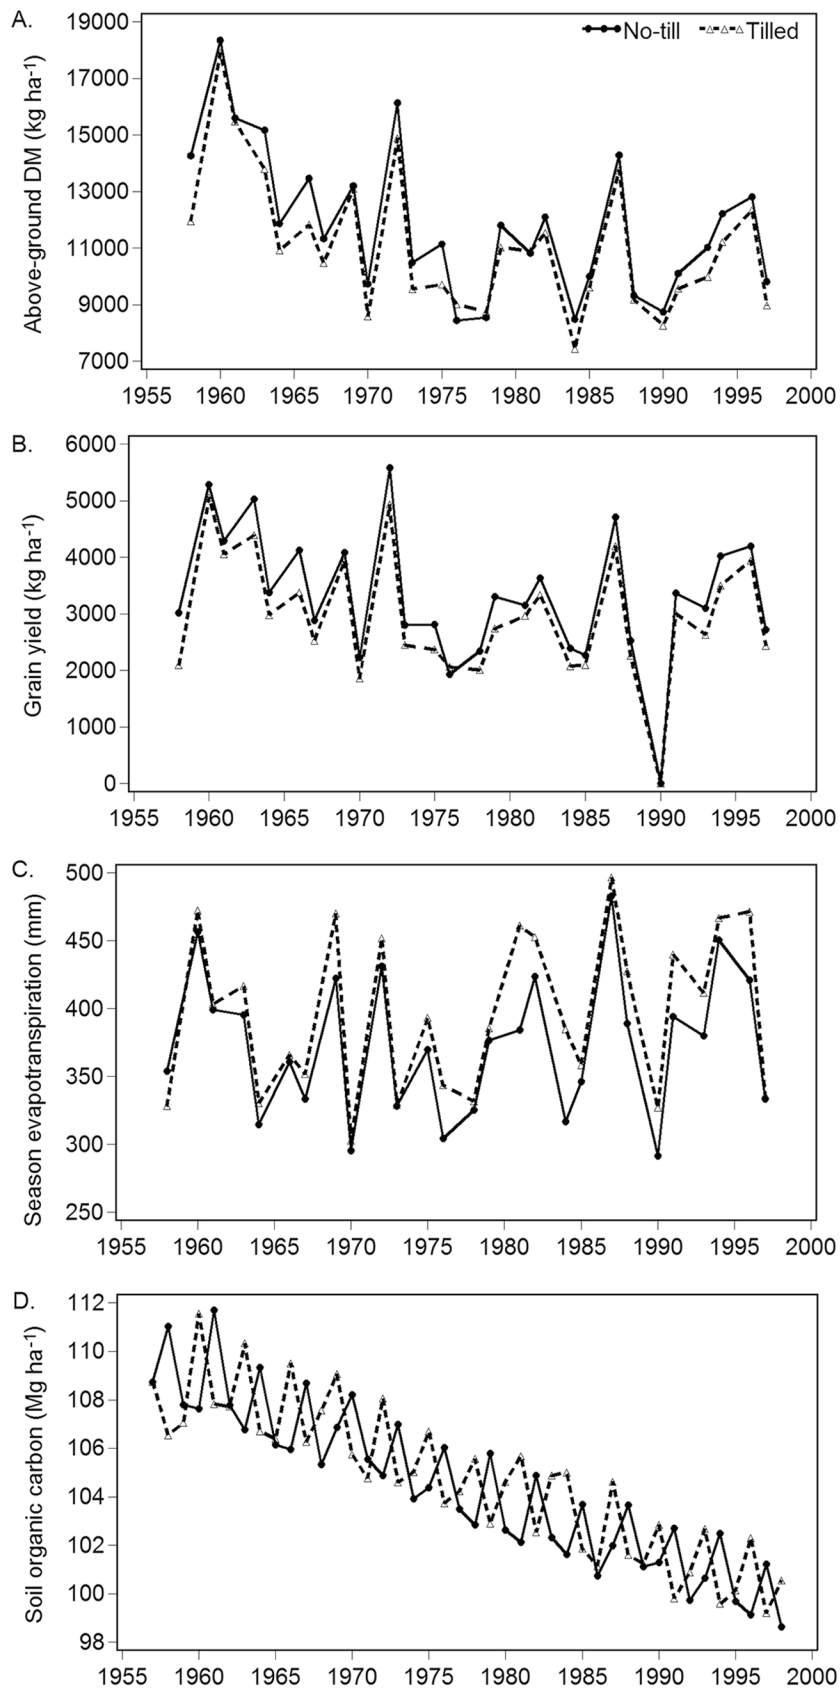 A.
Above-ground DM (kg ha-1)
No-till Tilled
19000
17000
15000
13000
11000
9000
7000
1955 1960 1965 1970 1975 1980 1985 1990 1995 2000
B.
Grain yield (kg ha-1)
6000
5000
4000
3000
2000
1000
0
1955 1960 1965 1970 1975 1980 1985 1990 1995 2000
C.
Season evapotranspiration (mm)
500
450
400
350
300
250
1955 1960 1965 1970 1975 1980 1985 1990 1995 2000
D.
Soil organic carbon (Mg ha-1)
112
110
108
106
104
102
100
98
1955 1960 1965 1970 1975 1980 1985 1990 1995 2000